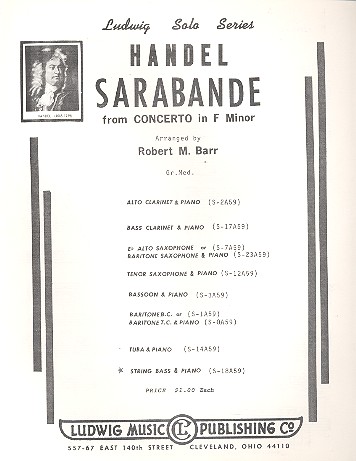 Ludwig Solo Series
HANDEL
SARABANDE
from CONCERTO in F Minor
Arranged by
Robert M. Barr
Gr.Med.
ALTO CLARINET & PIANO (S-2A59)
BASS CLARINET & PIANO (S-17A59)
Eb ALTO SAXOPHONE or (S-7A59)
BARITONE SAXOPHONE & PIANO (S-23A59)
TENOR SAXOPHONE & PIANO (S-12A59)
BASSOON & PIANO (S-3A59)
BARITONE B.C. or (S-1A59)
BARITONE T.C. & PIANO (S-0A59)
TUBA & PIANO (S-14A59)
* STRING BASS & PIANO (S-18A59)
PRICE $1.00 Each
LUDWIG MUSIC L PUBLISHING CO
557-67 EAST 140th STREET CLEVELAND, OHIO 44110